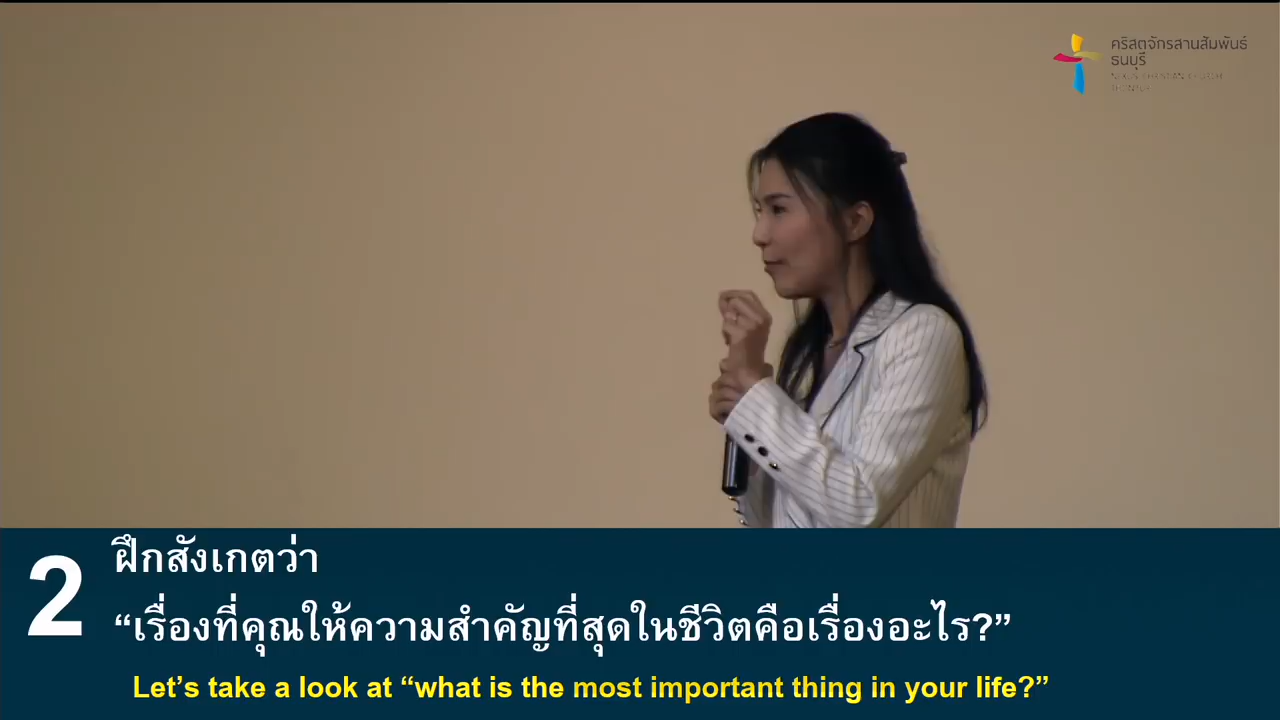 คริสตจักรสานสัมพันธ์
ธนบุรี
2
ฝึกสังเกตว่า
“เรื่องที่คุณให้ความสำคัญที่สุดในชีวิตคือเรื่องอะไร?”
Let’s take a look at “what is the most important thing in your life?”